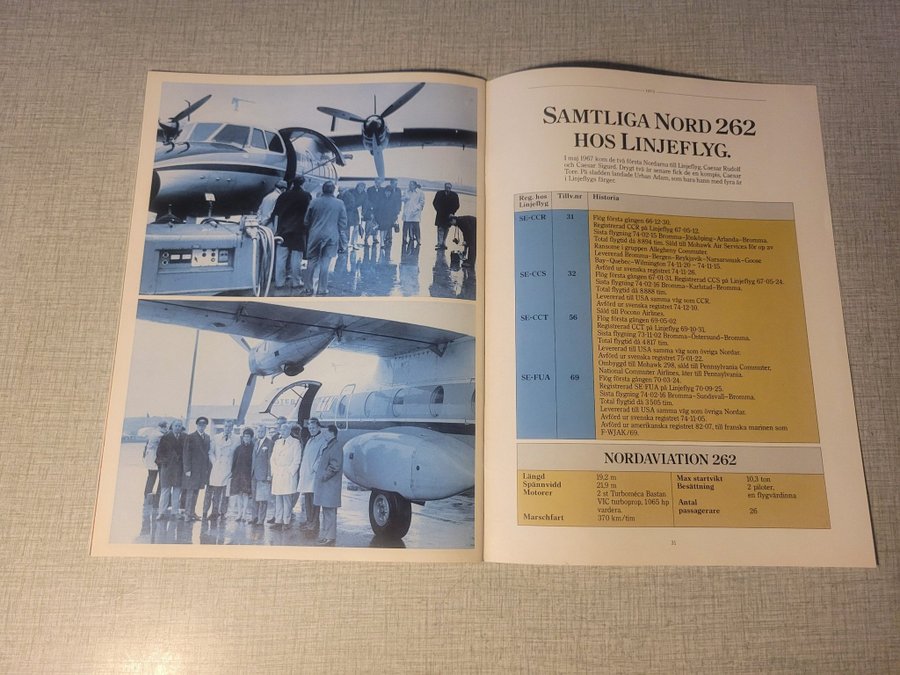 SAMTLIGA NORD 262
HOS LINJEFLYG.
I maj 1967 kom de två första Nordarna till Linjeflyg, Caesar Rudolf
och Caesar Sigurd. Drygt två år senare fick de en kompis, Caesar
Tore. På sladden landade Urban Adam, som bara hann med fyra år
i Linjeflygs färger.
Reg. hos
Linjeflyg
Tillv.nr
Historia
SE-CCR
31
Flög första gången 66-12-30.
Registrerad CCR på Linjeflyg 67-05-12.
Sista flygning 74-02-15 Bromma–Jönköping–Arlanda–Bromma.
Total flygtid då 8 894 tim. Såld till Mohawk Air Services för op av
Ransome i gruppen Allegheny Commuter.
Levererad Bromma–Bergen–Reykjavik–Narsarssuak–Goose
Bay–Quebec–Wilmington 74-11-20 – 74-11-15.
Avförd ur svenska registret 74-11-26.
SE-CCS
32
Flög första gången 67-01-31. Registrerad CCS på Linjeflyg 67-05-24.
Sista flygning 74-02-16 Bromma–Karlstad–Bromma.
Total flygtid då 8 888 tim.
Levererad till USA samma väg som CCR.
Avförd ur svenska registret 74-12-10.
Såld till Pocono Airlines.
SE-CCT
56
Flög första gången 69-05-02.
Registrerad CCT på Linjeflyg 69-10-31.
Sista flygning 73-11-02 Bromma–Östersund–Bromma.
Total flygtid då 4 817 tim.
Levererad till USA samma väg som övriga Nordar.
Avförd ur svenska registret 75-01-22.
Ombyggd till Mohawk 298, såld till Pennsylvania Commuter,
National Commuter Airlines, åter till Pennsylvania.
SE-FUA
69
Flög första gången 70-03-24.
Registrerad SE-FUA på Linjeflyg 70-09-25.
Sista flygning 74-02-16 Bromma–Sundsvall–Bromma.
Total flygtid då 3 505 tim.
Levererad till USA samma väg som övriga Nordar.
Avförd ur svenska registret 74-11-05.
Avförd ur amerikanska registret 82-07, till franska marinen som
F-WJAK/69.
NORDAVIATION 262
Längd 19,2 m
Spännvidd 21,9 m
Motorer 2 st Turboméca Bastan
VIC turboprop, 1065 hp
vardera.
Marschfart 370 km/tim
Max startvikt 10,3 ton
Besättning 2 piloter,
en flygvärdinna
Antal
passagerare 26
31